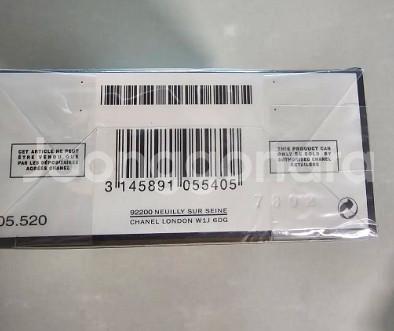 CET ARTICLE NE PEUT
ÊTRE VENDU QUE
PAR LES DÉPOSITAIRES
AGRÉÉS CHANEL
THIS PRODUCT CAN
ONLY BE SOLD BY
AUTHORISED CHANEL
RETAILERS
Joongonara
3 145891 055405
7802
05.520
92200 NEUILLY SUR SEINE
CHANEL LONDON W1J 6DG